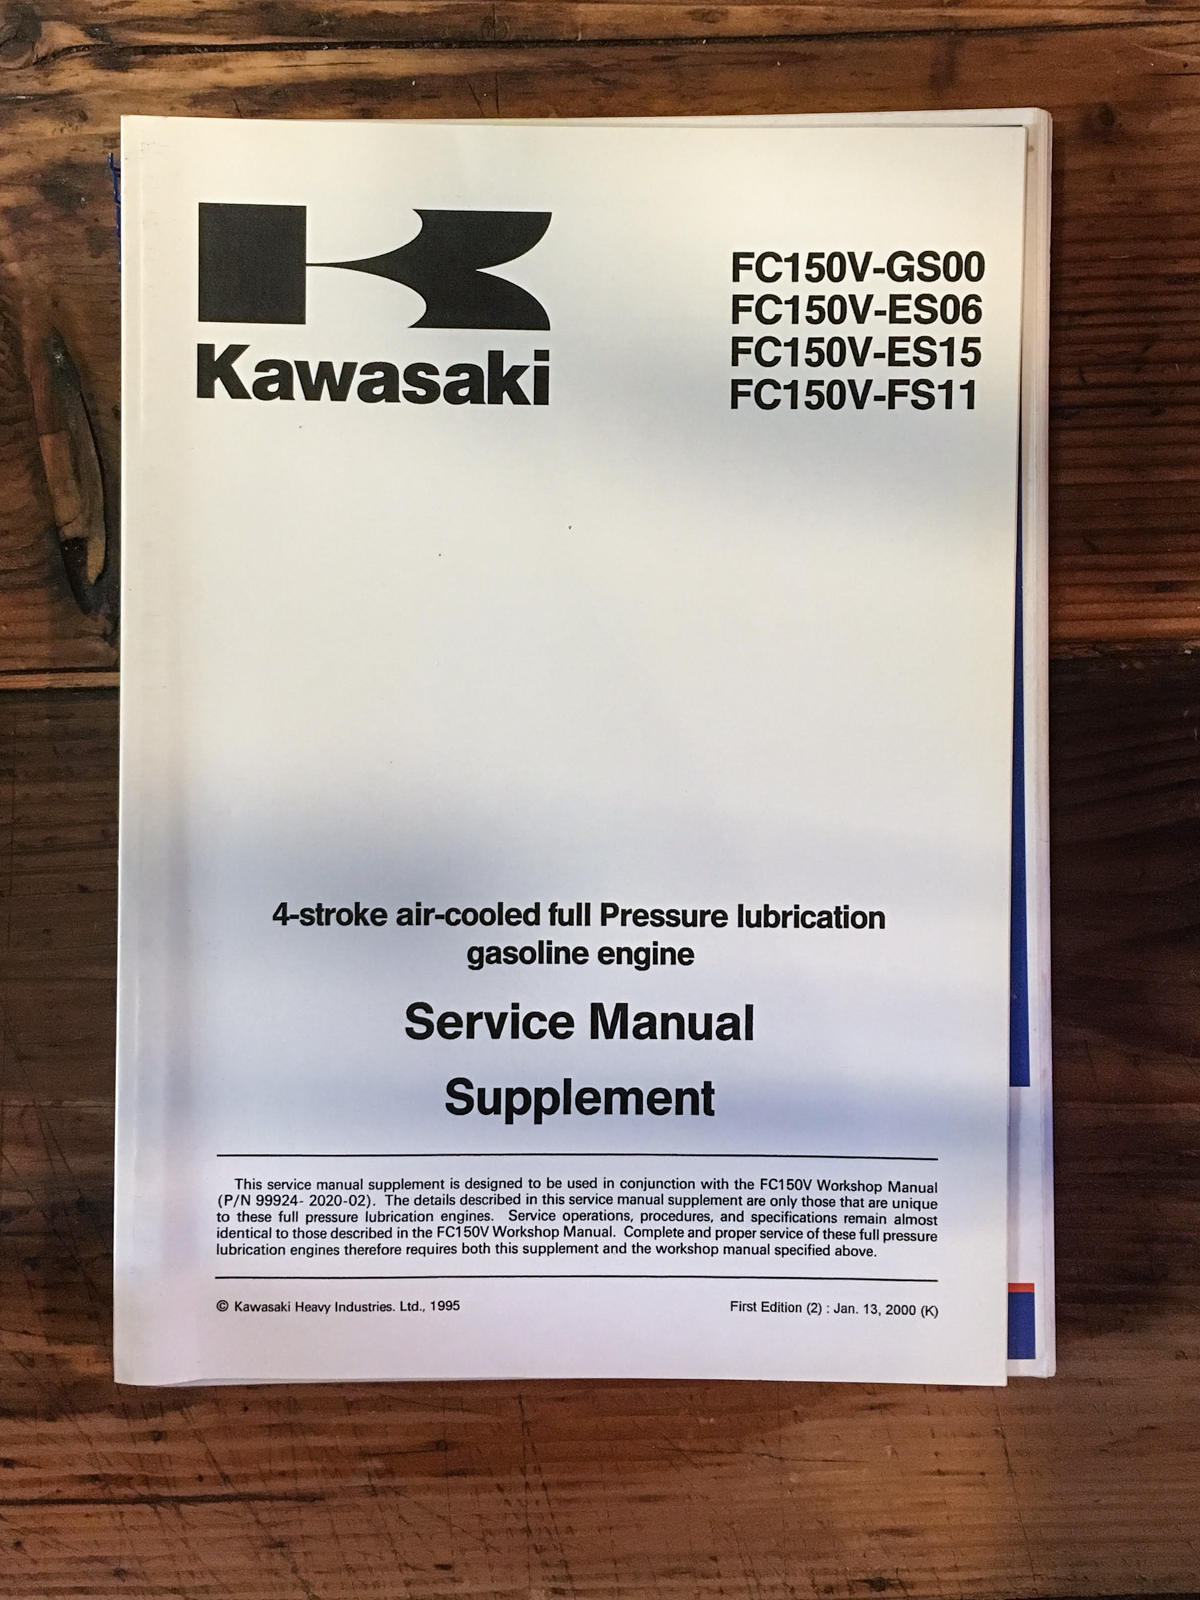 Kawasaki
FC150V-GS00
FC150V-ES06
FC150V-ES15
FC150V-FS11
4-stroke air-cooled full Pressure lubrication
gasoline engine
Service Manual
Supplement
This service manual supplement is designed to be used in conjunction with the FC150V Workshop Manual
(P/N 99924- 2020-02). The details described in this service manual supplement are only those that are unique
to these full pressure lubrication engines. Service operations, procedures, and specifications remain almost
identical to those described in the FC150V Workshop Manual. Complete and proper service of these full pressure
lubrication engines therefore requires both this supplement and the workshop manual specified above.
© Kawasaki Heavy Industries. Ltd., 1995
First Edition (2) : Jan. 13, 2000 (K)